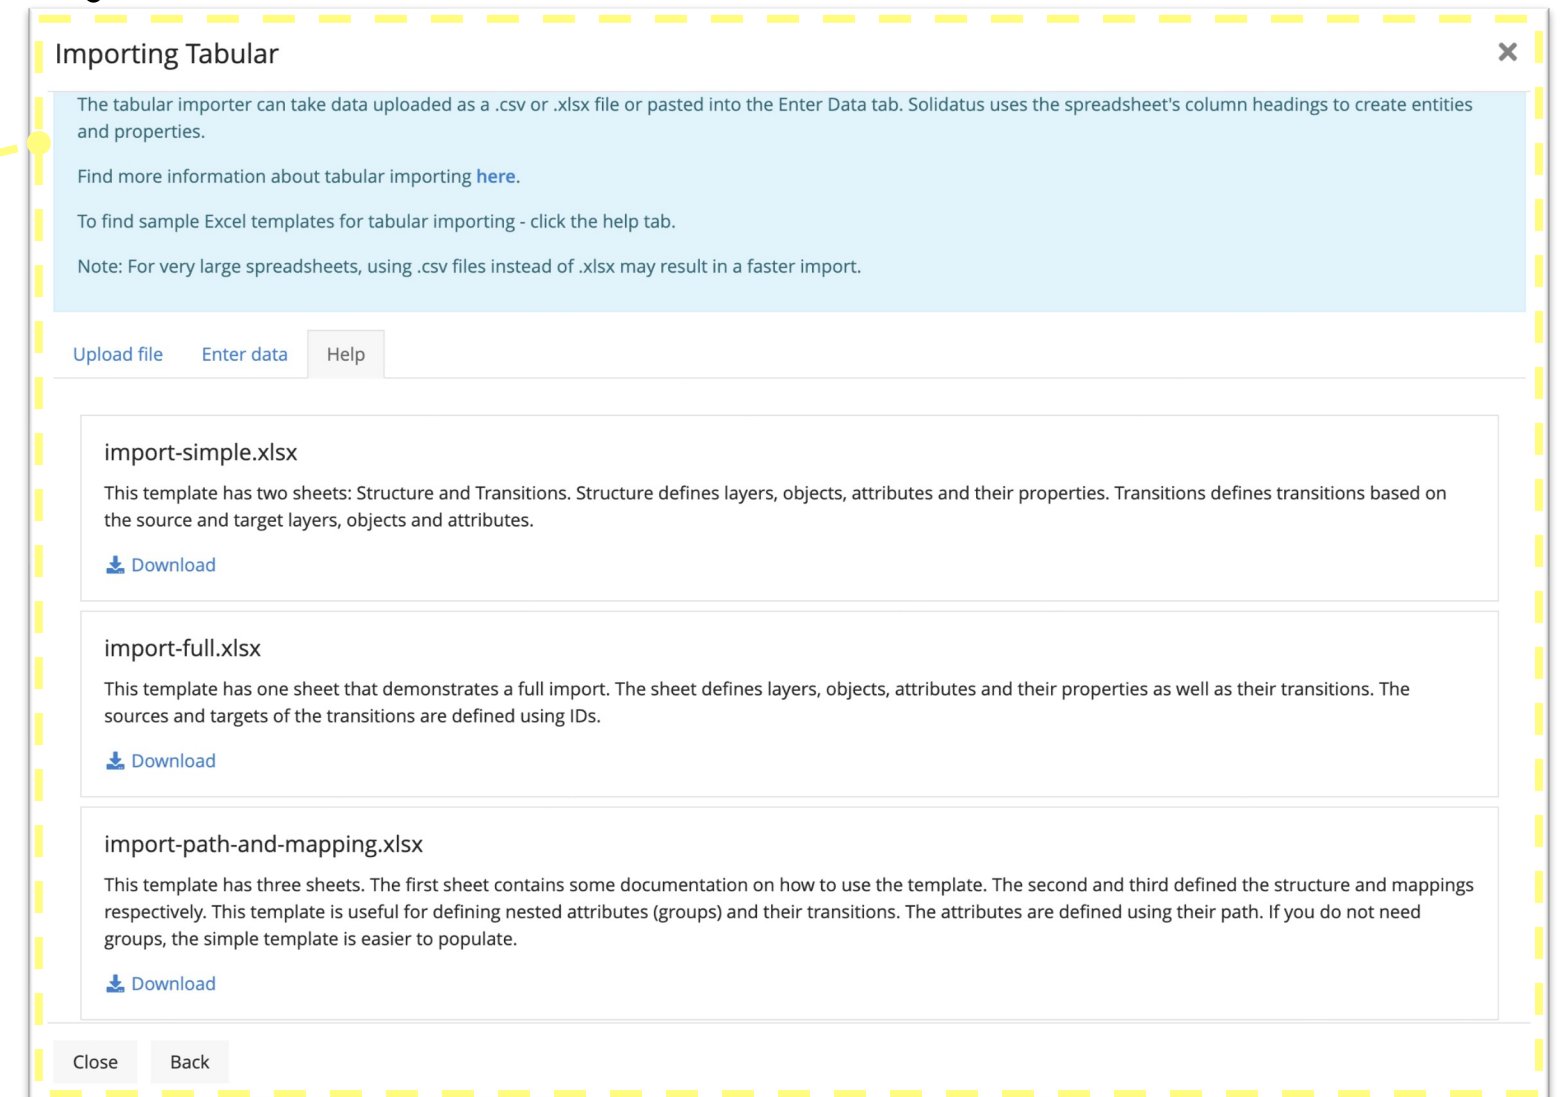 Importing Tabular
The tabular importer can take data uploaded as a .csv or .xlsx file or pasted into the Enter Data tab. Solidatus uses the spreadsheet's column headings to create entities
and properties.
Find more information about tabular importing here.
To find sample Excel templates for tabular importing - click the help tab.
Note: For very large spreadsheets, using .csv files instead of .xlsx may result in a faster import.
Upload file Enter data Help
import-simple.xlsx
This template has two sheets: Structure and Transitions. Structure defines layers, objects, attributes and their properties. Transitions defines transitions based on
the source and target layers, objects and attributes.
Download
import-full.xlsx
This template has one sheet that demonstrates a full import. The sheet defines layers, objects, attributes and their properties as well as their transitions. The
sources and targets of the transitions are defined using IDs.
Download
import-path-and-mapping.xlsx
This template has three sheets. The first sheet contains some documentation on how to use the template. The second and third defined the structure and mappings
respectively. This template is useful for defining nested attributes (groups) and their transitions. The attributes are defined using their path. If you do not need
groups, the simple template is easier to populate.
Download
Close Back